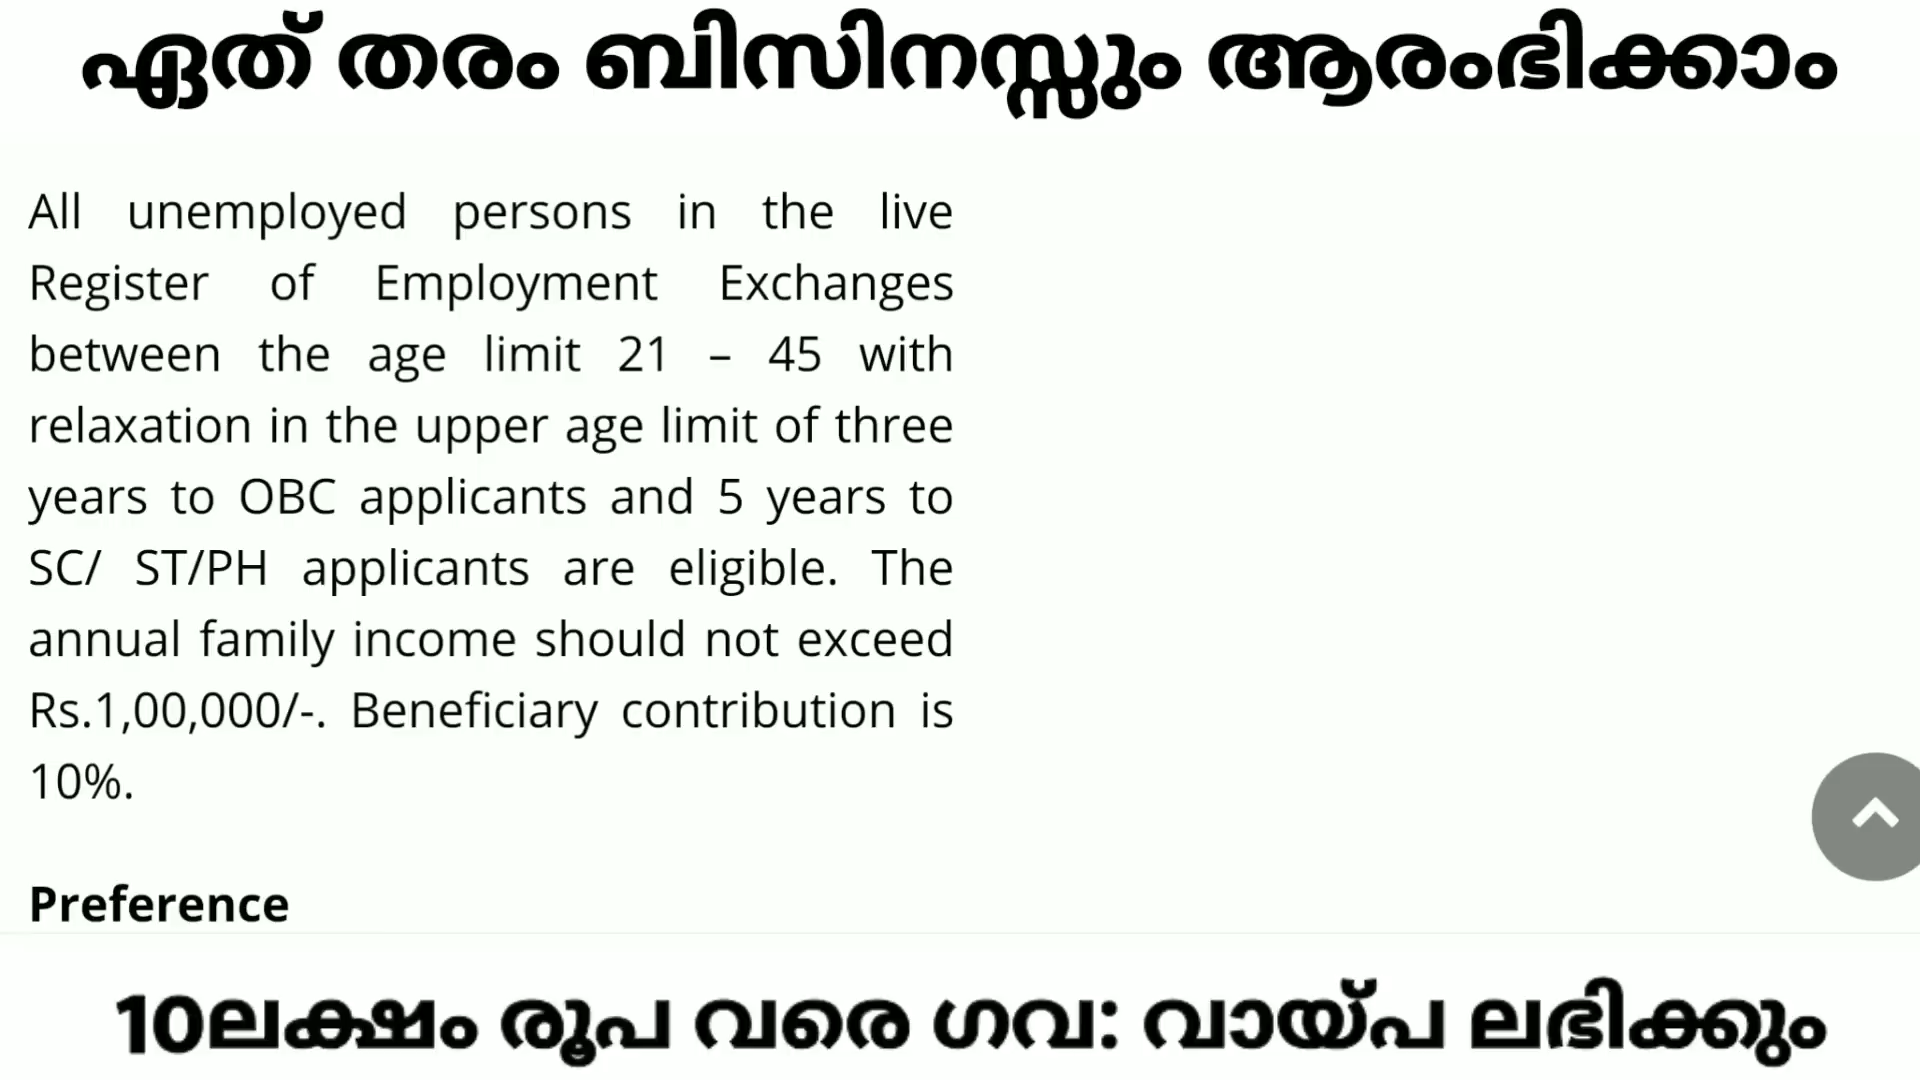 ഏത് തരം ബിസിനസ്സും ആരംഭിക്കാം
All unemployed persons in the live
Register of Employment Exchanges
between the age limit 21 – 45 with
relaxation in the upper age limit of three
years to OBC applicants and 5 years to
SC/ ST/PH applicants are eligible. The
annual family income should not exceed
Rs.1,00,000/-. Beneficiary contribution is
10%.
Preference
10ലക്ഷം രൂപ വരെ ഗവ: വായ്പ ലഭിക്കും